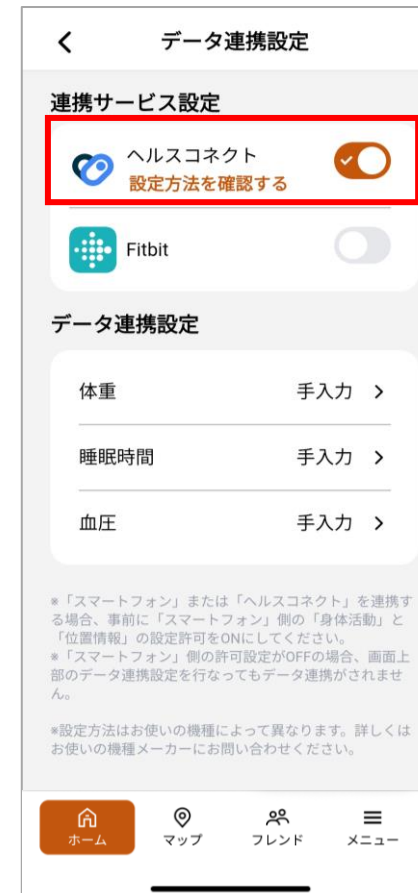 データ連携設定
連携サービス設定
ヘルスコネクト
設定方法を確認する
Fitbit
データ連携設定
体重 手入力
睡眠時間 手入力
血圧 手入力
※「スマートフォン」または「ヘルスコネクト」を連携す
る場合、事前に「スマートフォン」側の「身体活動」と
「位置情報」の設定許可をONにしてください。
※「スマートフォン」側の許可設定がOFFの場合、画面上
部のデータ連携設定を行なってもデータ連携がされませ
ん。
※設定方法はお使いの機種によって異なります。詳しくは
お使いの機種メーカーにお問い合わせください。
ホーム マップ フレンド メニュー